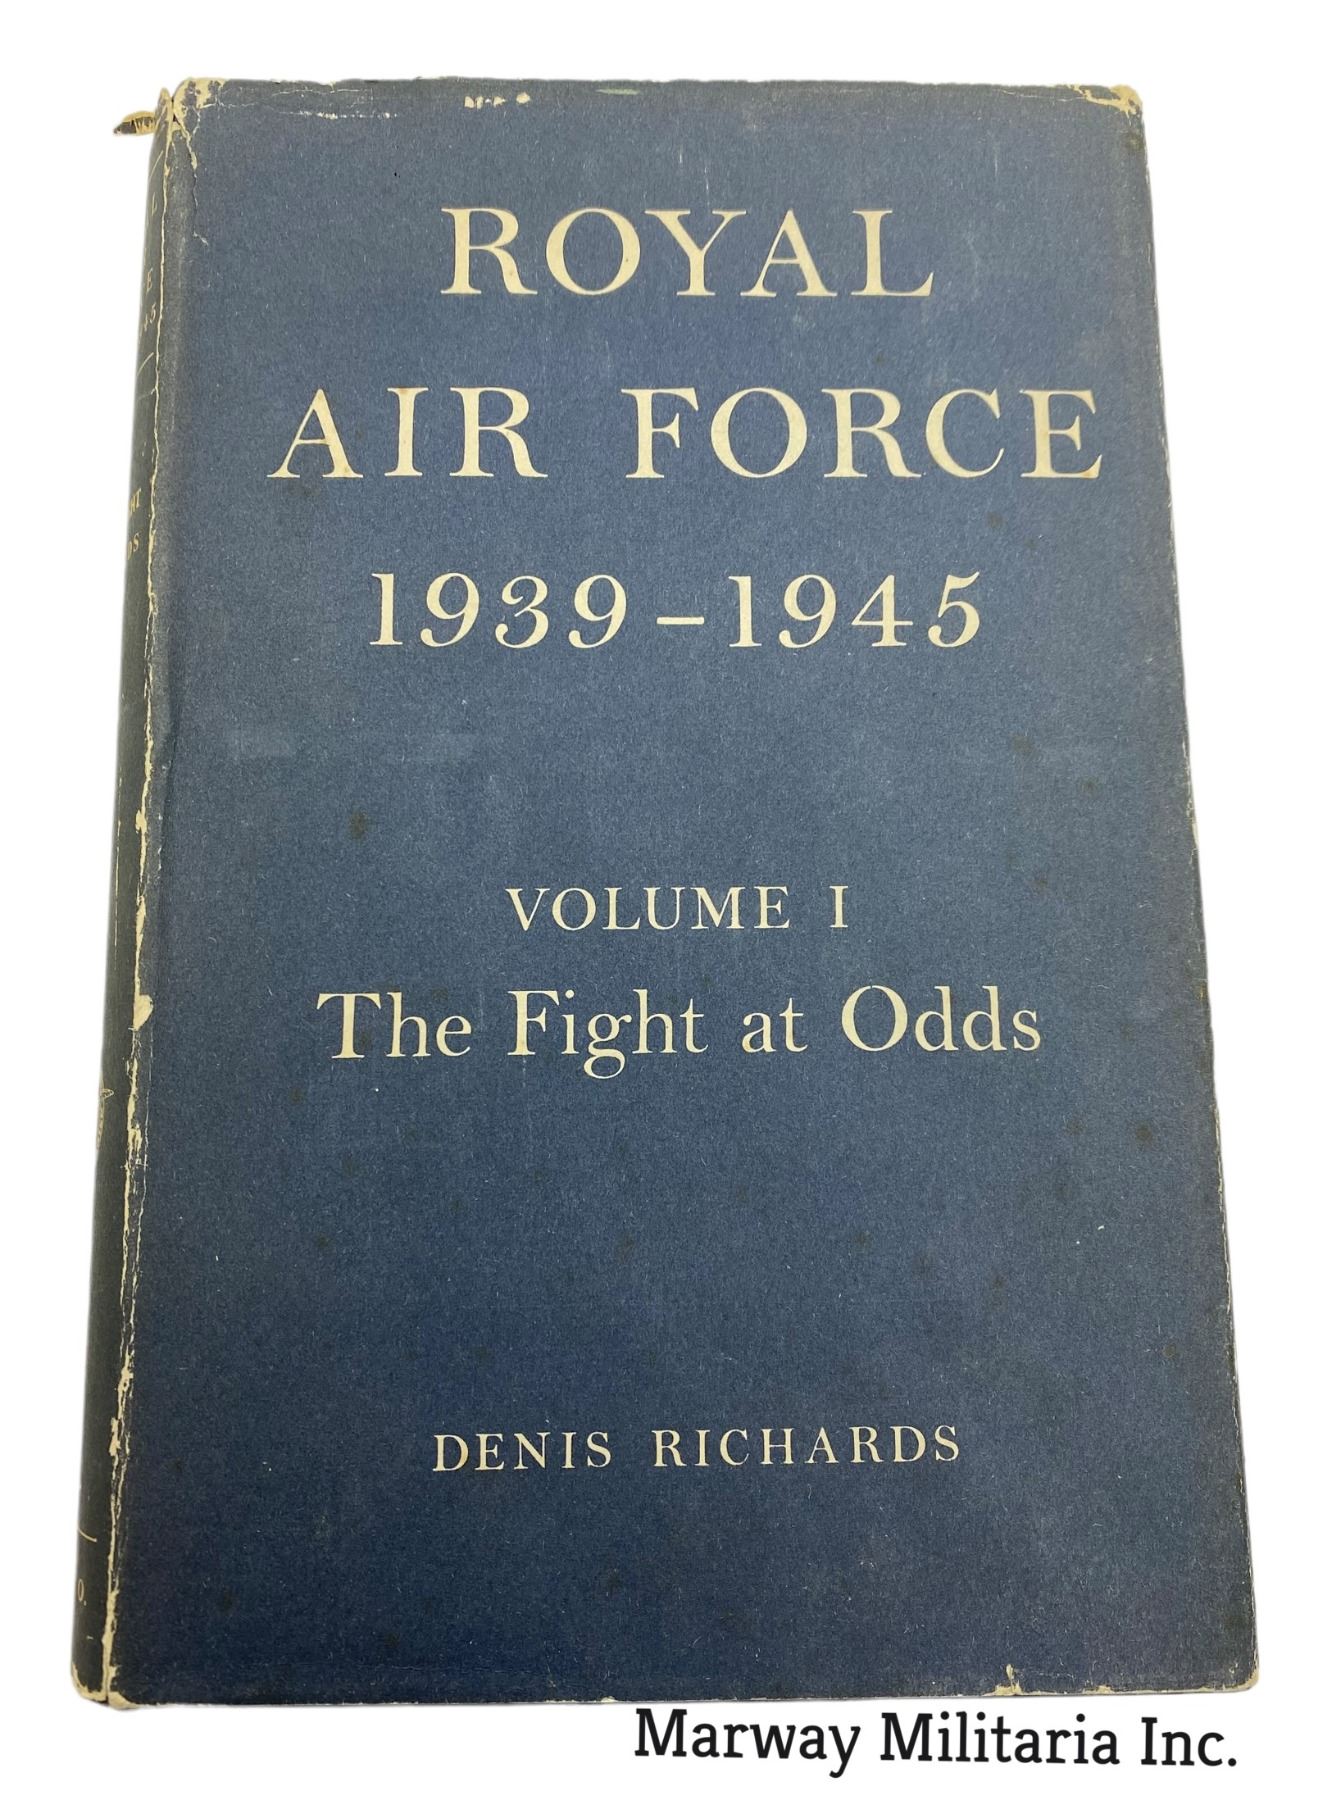 ROYAL
AIR FORCE
1939-1945
VOLUME I
The Fight at Odds
DENIS RICHARDS
Marway Militaria Inc.